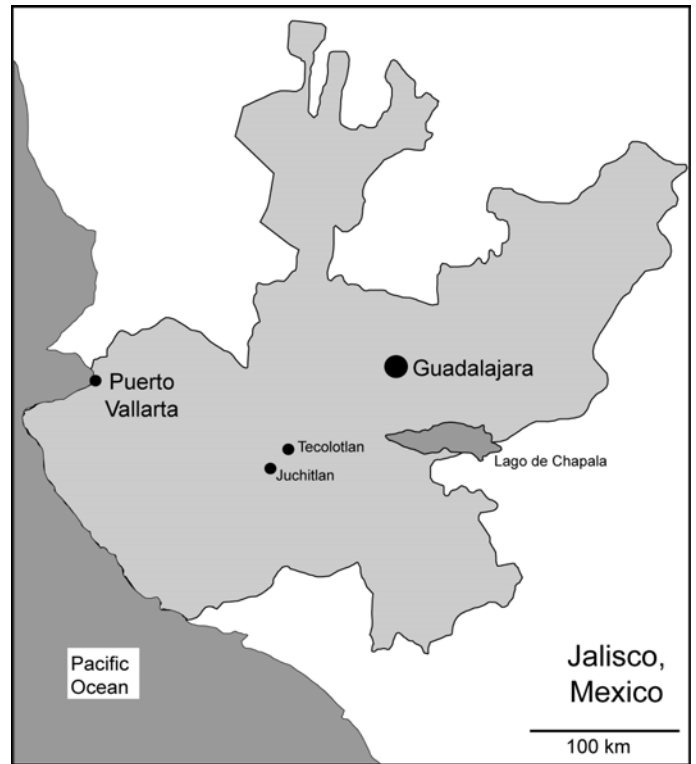 Guadalajara
Puerto
Vallarta
Tecolotlan
Juchitlan
Lago de Chapala
Pacific
Ocean
Jalisco,
Mexico
100 km